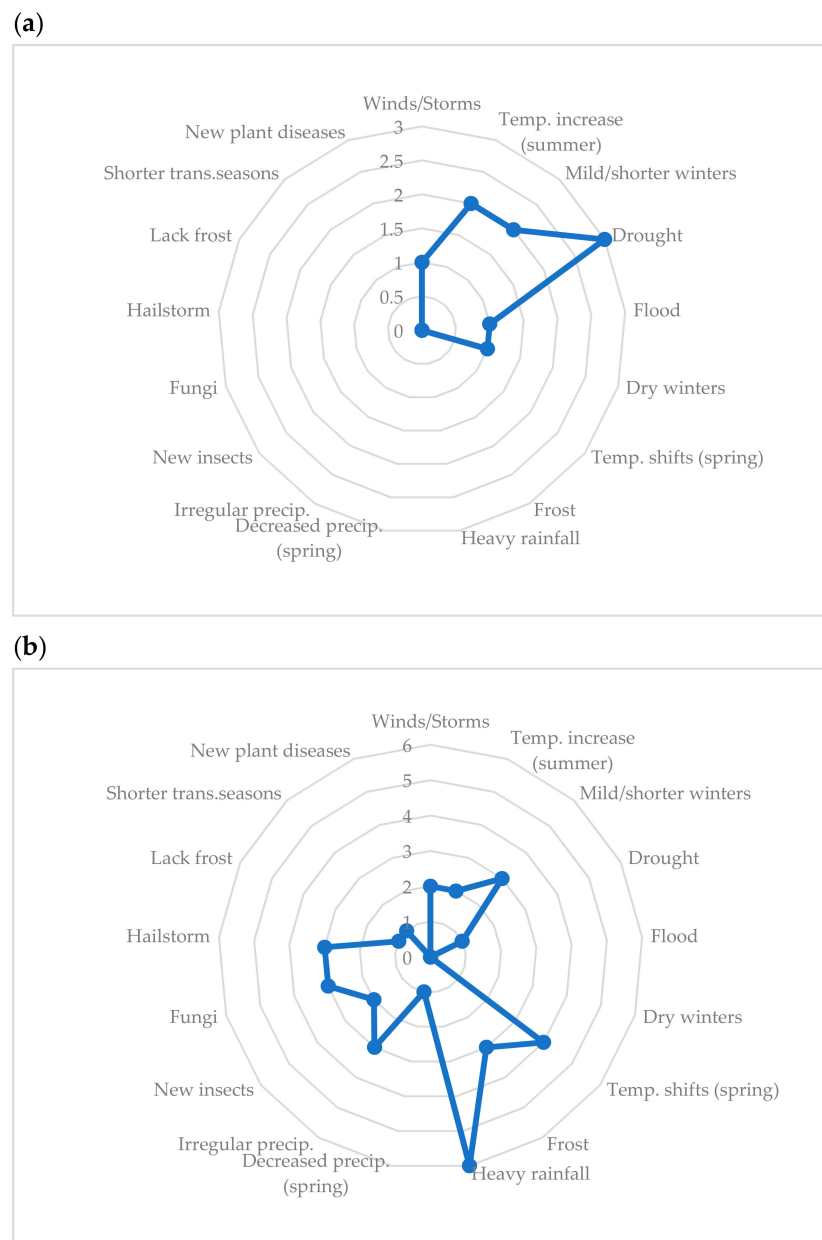 (a)
Winds/Storms
New plant diseases
Temp. increase
(summer)
Shorter trans.seasons
Mild/shorter winters
Lack frost
Drought
Hailstorm
Flood
Fungi
Dry winters
New insects
Temp. shifts (spring)
Irregular precip.
Frost
Decreased precip.
(spring)
Heavy rainfall
3
2.5
2
1.5
1
0.5
0
(b)
Winds/Storms
New plant diseases
Temp. increase
(summer)
Shorter trans.seasons
Mild/shorter winters
Lack frost
Drought
Hailstorm
Flood
Fungi
Dry winters
New insects
Temp. shifts (spring)
Irregular precip.
Frost
Decreased precip.
(spring)
Heavy rainfall
6
5
4
3
2
1
0